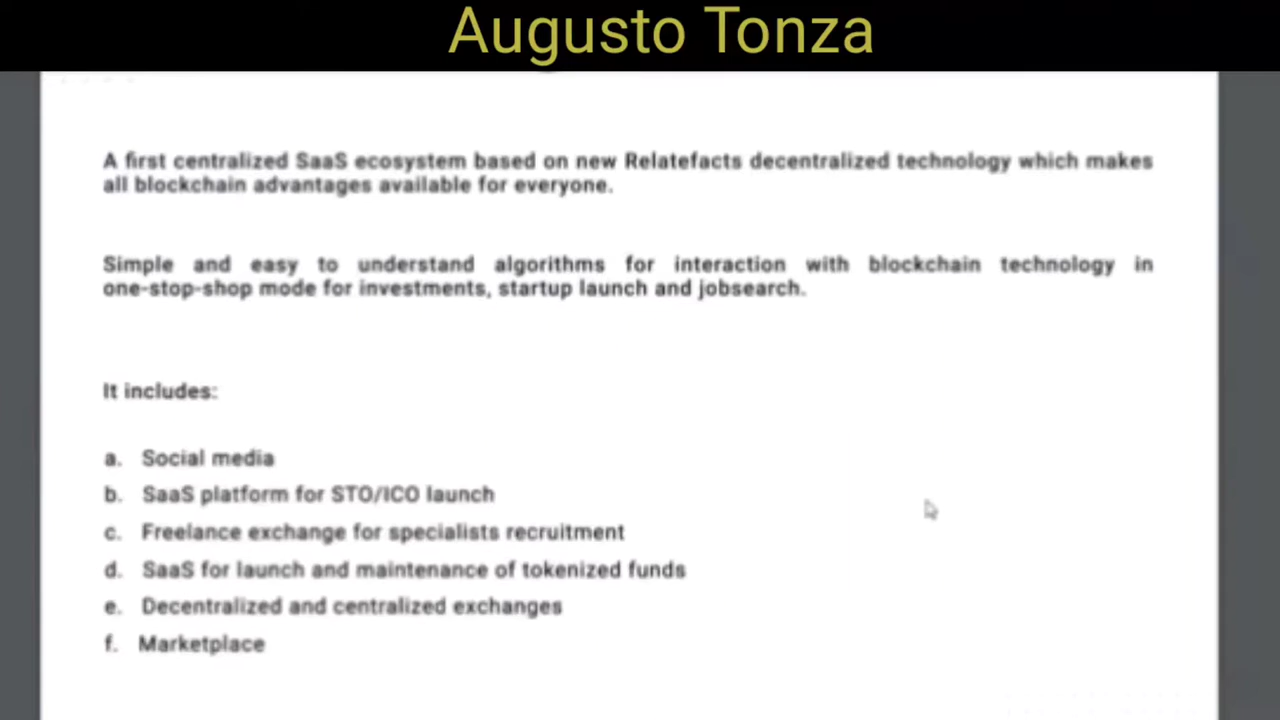 Augusto Tonza
A first centralized SaaS ecosystem based on new Relatefacts decentralized technology which makes
all blockchain advantages available for everyone.
Simple and easy to understand algorithms for interaction with blockchain technology in
one-stop-shop mode for investments, startup launch and jobsearch.
It includes:
a. Social media
b. SaaS platform for STO/ICO launch
c. Freelance exchange for specialists recruitment
d. SaaS for launch and maintenance of tokenized funds
e. Decentralized and centralized exchanges
f. Marketplace